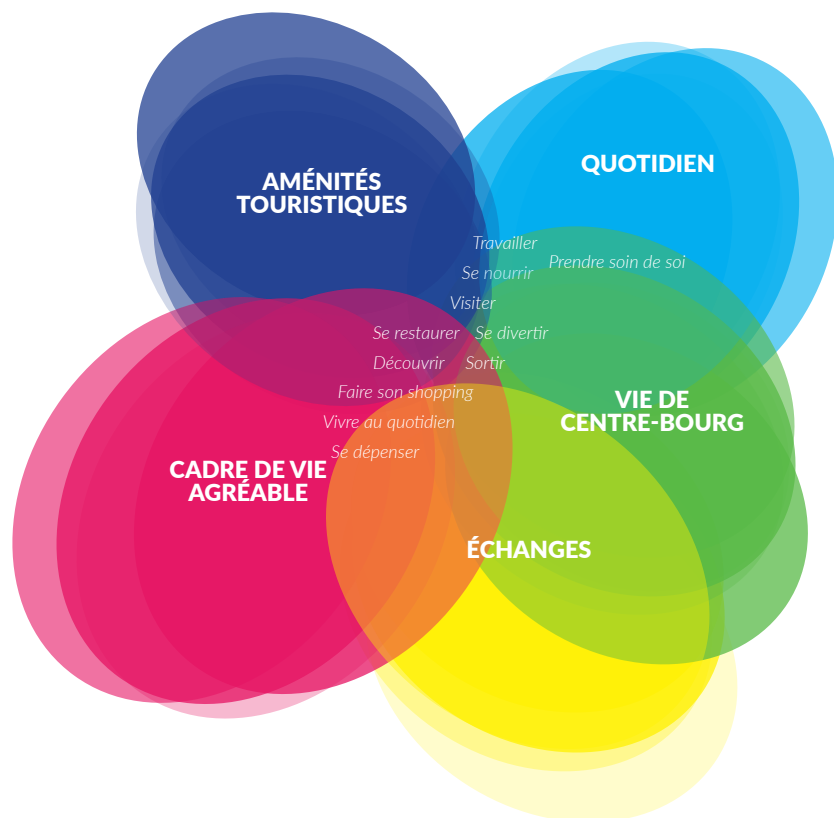 QUOTIDIEN
AMÉNITÉS
TOURISTIQUES
Travailler
Prendre soin de soi
Se nourrir
Visiter
Se restaurer
Se divertir
Découvrir
Sortir
Faire son shopping
VIE DE
CENTRE-BOURG
Vivre au quotidien
Se dépenser
CADRE DE VIE
AGRÉABLE
ÉCHANGES